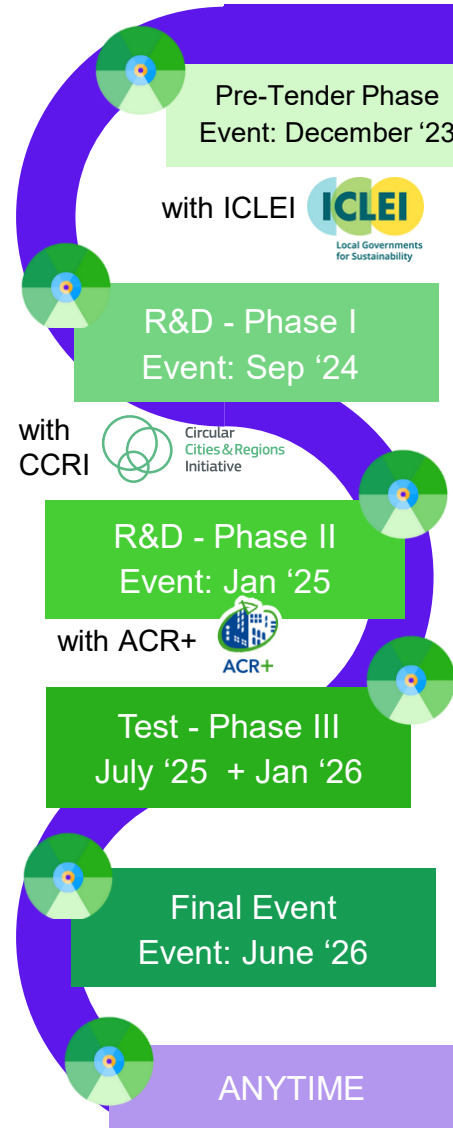 Pre-Tender Phase
Event: December ‘23
with ICLEI
ICLEI
Local Governments
for Sustainability
R&D - Phase I
Event: Sep ‘24
with
CCRI
Circular
Cities & Regions
Initiative
R&D - Phase II
Event: Jan ‘25
with ACR+
ACR+
Test - Phase III
July ‘25 + Jan ‘26
Final Event
Event: June ‘26
ANYTIME